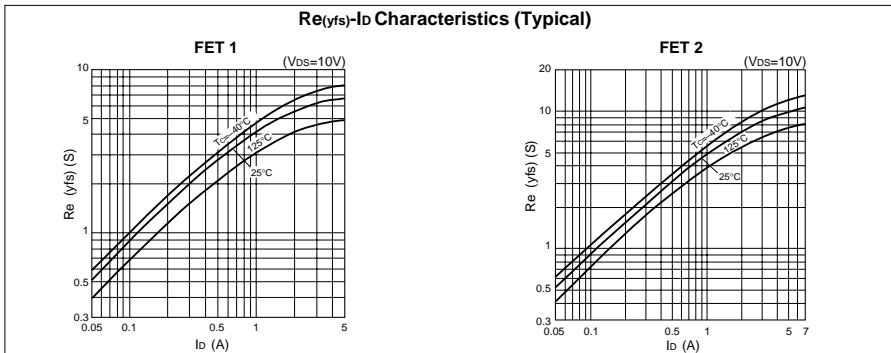 Re(yfs)-ID Characteristics (Typical)
FET 1
(VDS=10V)
10
5
1
0.5
0.3
Re (yfs) (S)
TC=–40°C
125°C
25°C
0.05
0.1
0.5
1
5
ID (A)
FET 2
(VDS=10V)
20
10
5
1
0.5
0.3
Re (yfs) (S)
TC=–40°C
125°C
25°C
0.05
0.1
0.5
1
5
7
ID (A)